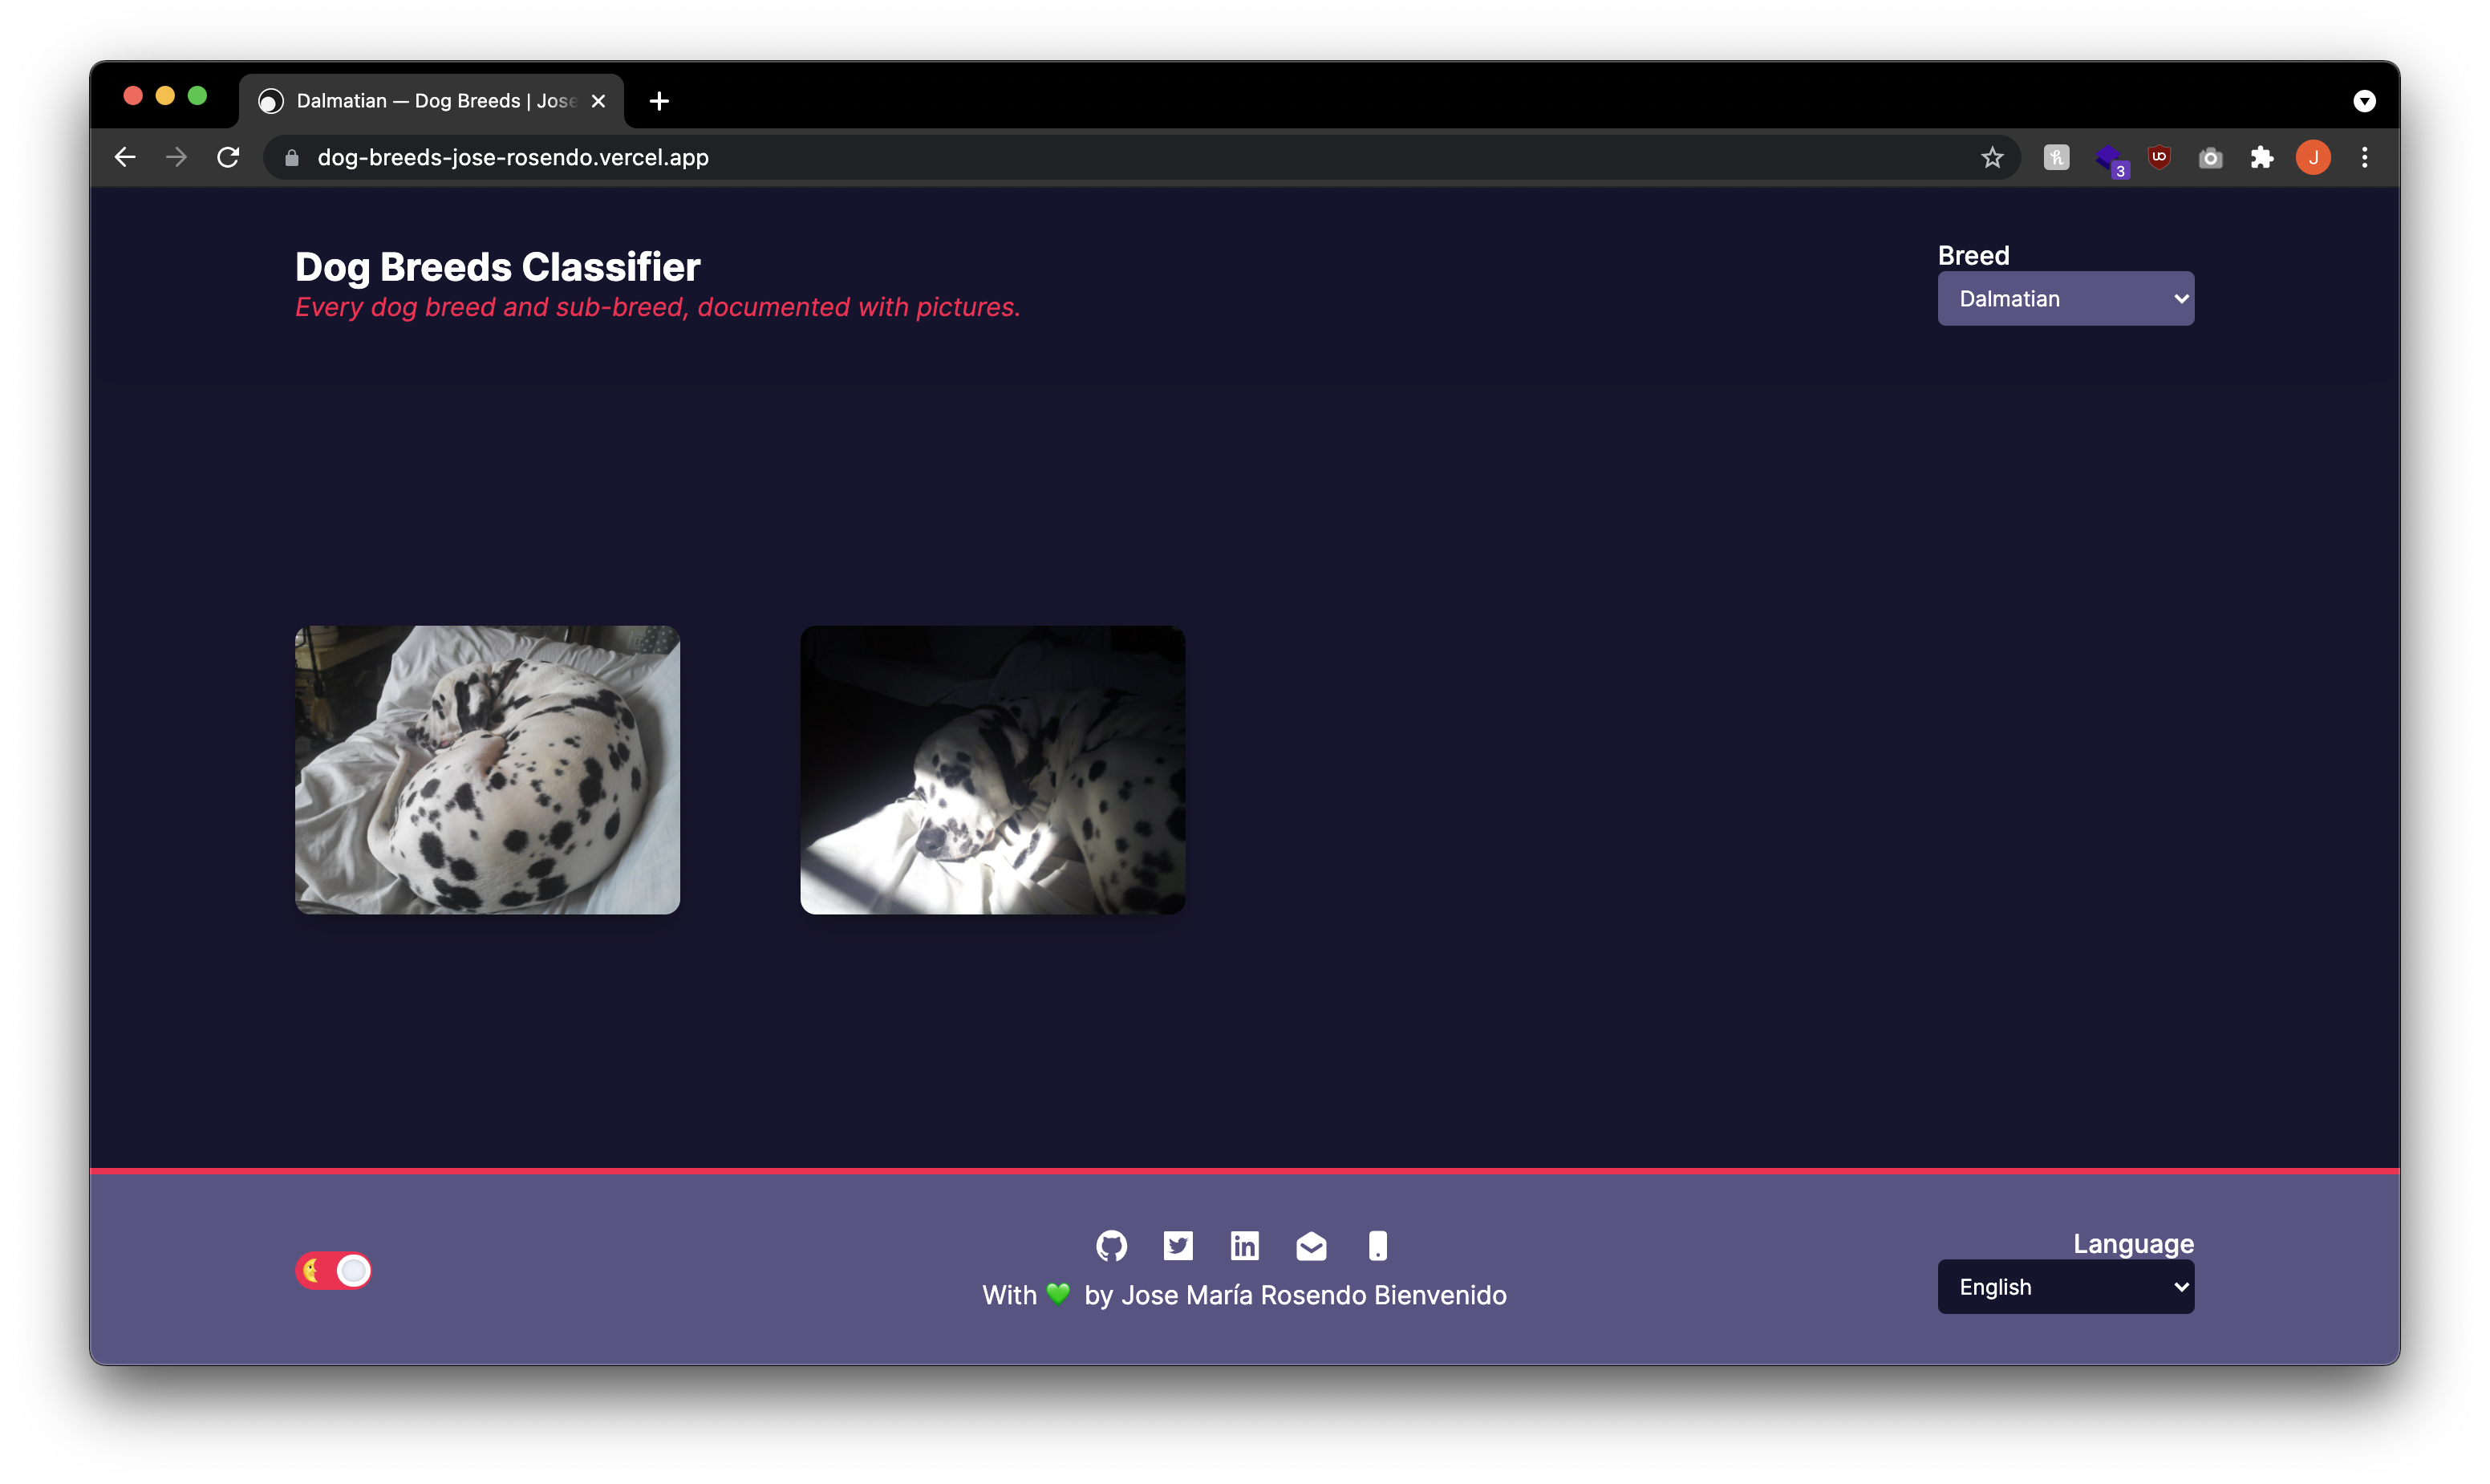 Dalmatian — Dog Breeds | Jose
dog-breeds-jose-rosendo.vercel.app
3
J
Dog Breeds Classifier
Every dog breed and sub-breed, documented with pictures.
Breed
Dalmatian
With 💚 by Jose María Rosendo Bienvenido
Language
English